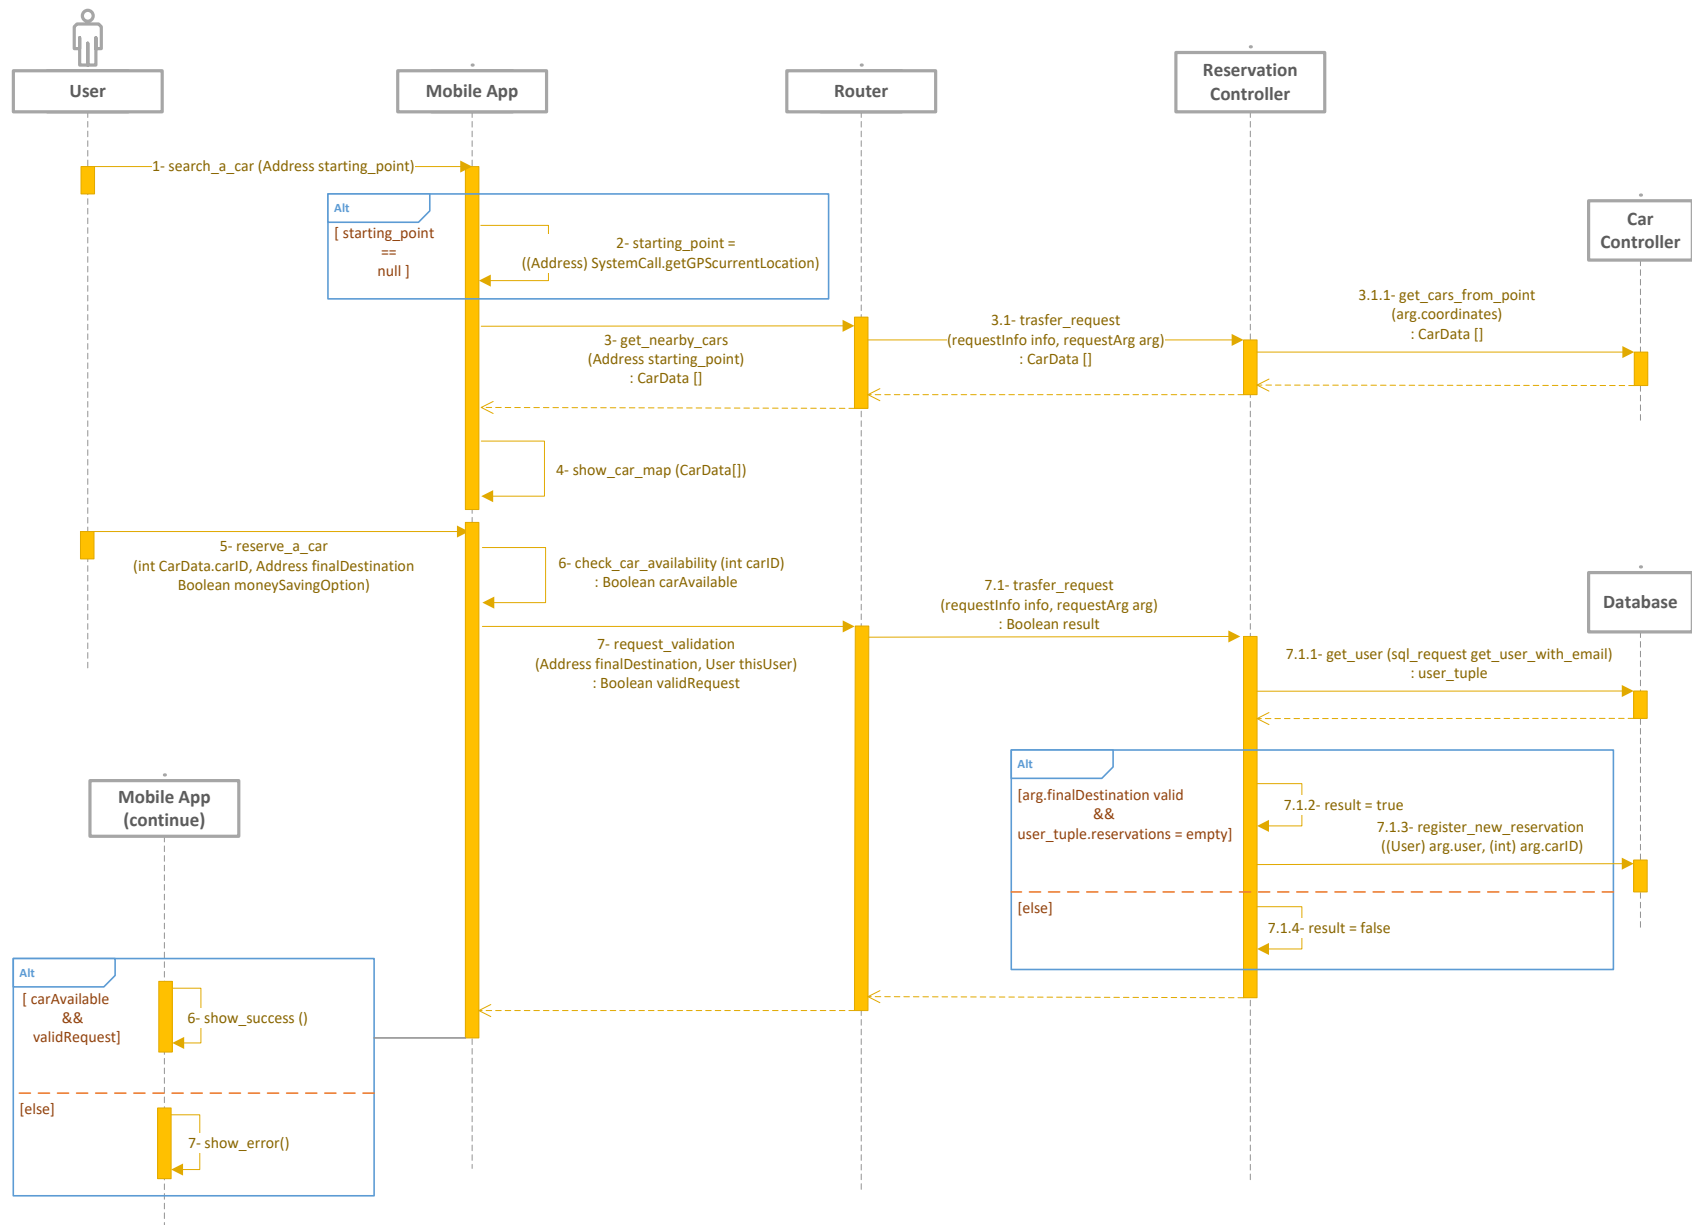 User
Mobile App
Router
Reservation
Controller
1- search_a_car (Address starting_point)
Alt
[ starting_point
==
null ]
2- starting_point =
((Address) SystemCall.getGPScurrentLocation)
Car
Controller
3- get_nearby_cars
(Address starting_point)
: CarData []
3.1- trasfer_request
(requestInfo info, requestArg arg)
: CarData []
3.1.1- get_cars_from_point
(arg.coordinates)
: CarData []
4- show_car_map (CarData[])
5- reserve_a_car
(int CarData.carID, Address finalDestination
Boolean moneySavingOption)
6- check_car_availability (int carID)
: Boolean carAvailable
7- request_validation
(Address finalDestination, User thisUser)
: Boolean validRequest
7.1- trasfer_request
(requestInfo info, requestArg arg)
: Boolean result
Database
7.1.1- get_user (sql_request get_user_with_email)
: user_tuple
Alt
[arg.finalDestination valid
&&
user_tuple.reservations = empty]
7.1.2- result = true
7.1.3- register_new_reservation
((User) arg.user, (int) arg.carID)
[else]
7.1.4- result = false
Mobile App
(continue)
Alt
[ carAvailable
&&
validRequest]
6- show_success ()
[else]
7- show_error()